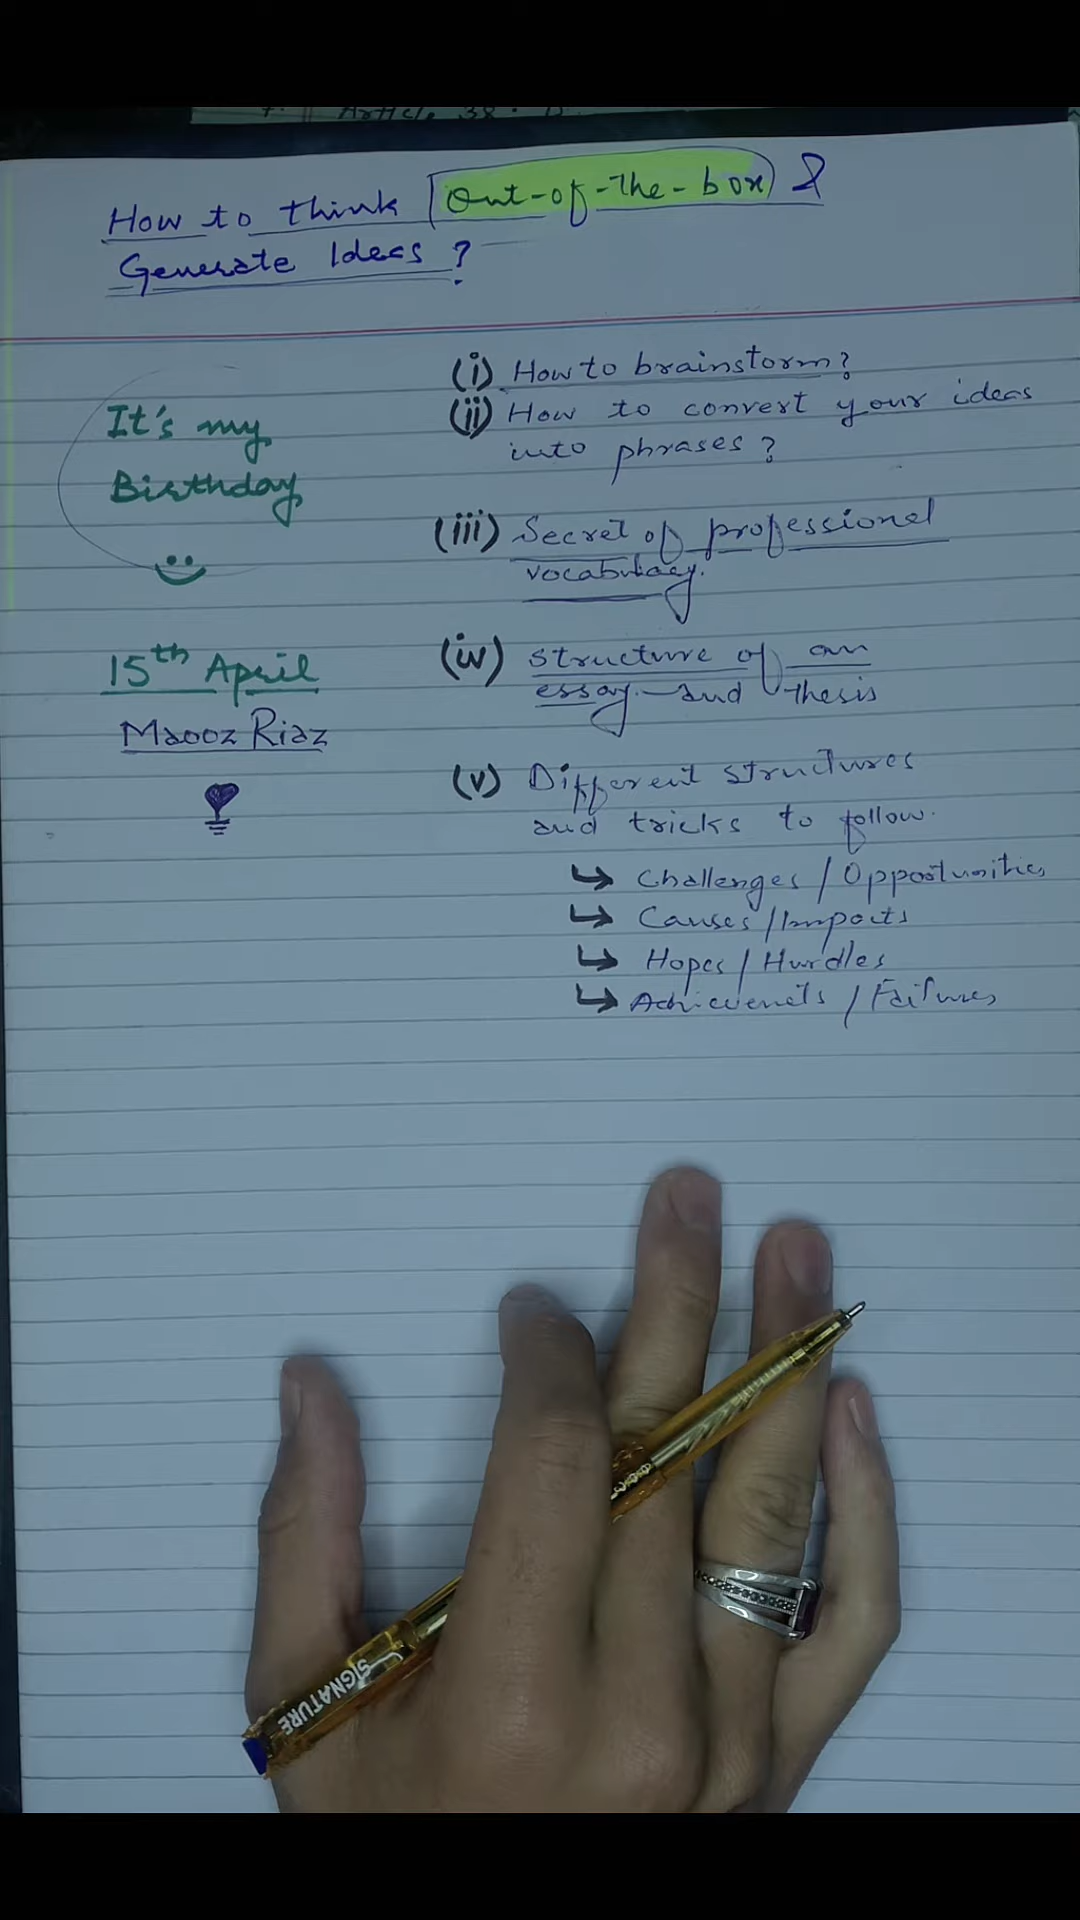 Article 38:
How to think Out-of-The-box &
Generate Ideas?
It's my
Birthday
15th April
Maooz Riaz
(i) How to brainstorm?
(ii) How to convert your ideas
into phrases?
(iii) Secret of professional
vocabulary.
(iv) structure of an
essay and thesis
(v) Different structures
and tricks to follow.
↳ Challenges / Opportunities
↳ Causes / Impacts
↳ Hopes / Hurdles
↳ Achievements / Failures
SIGNATURE